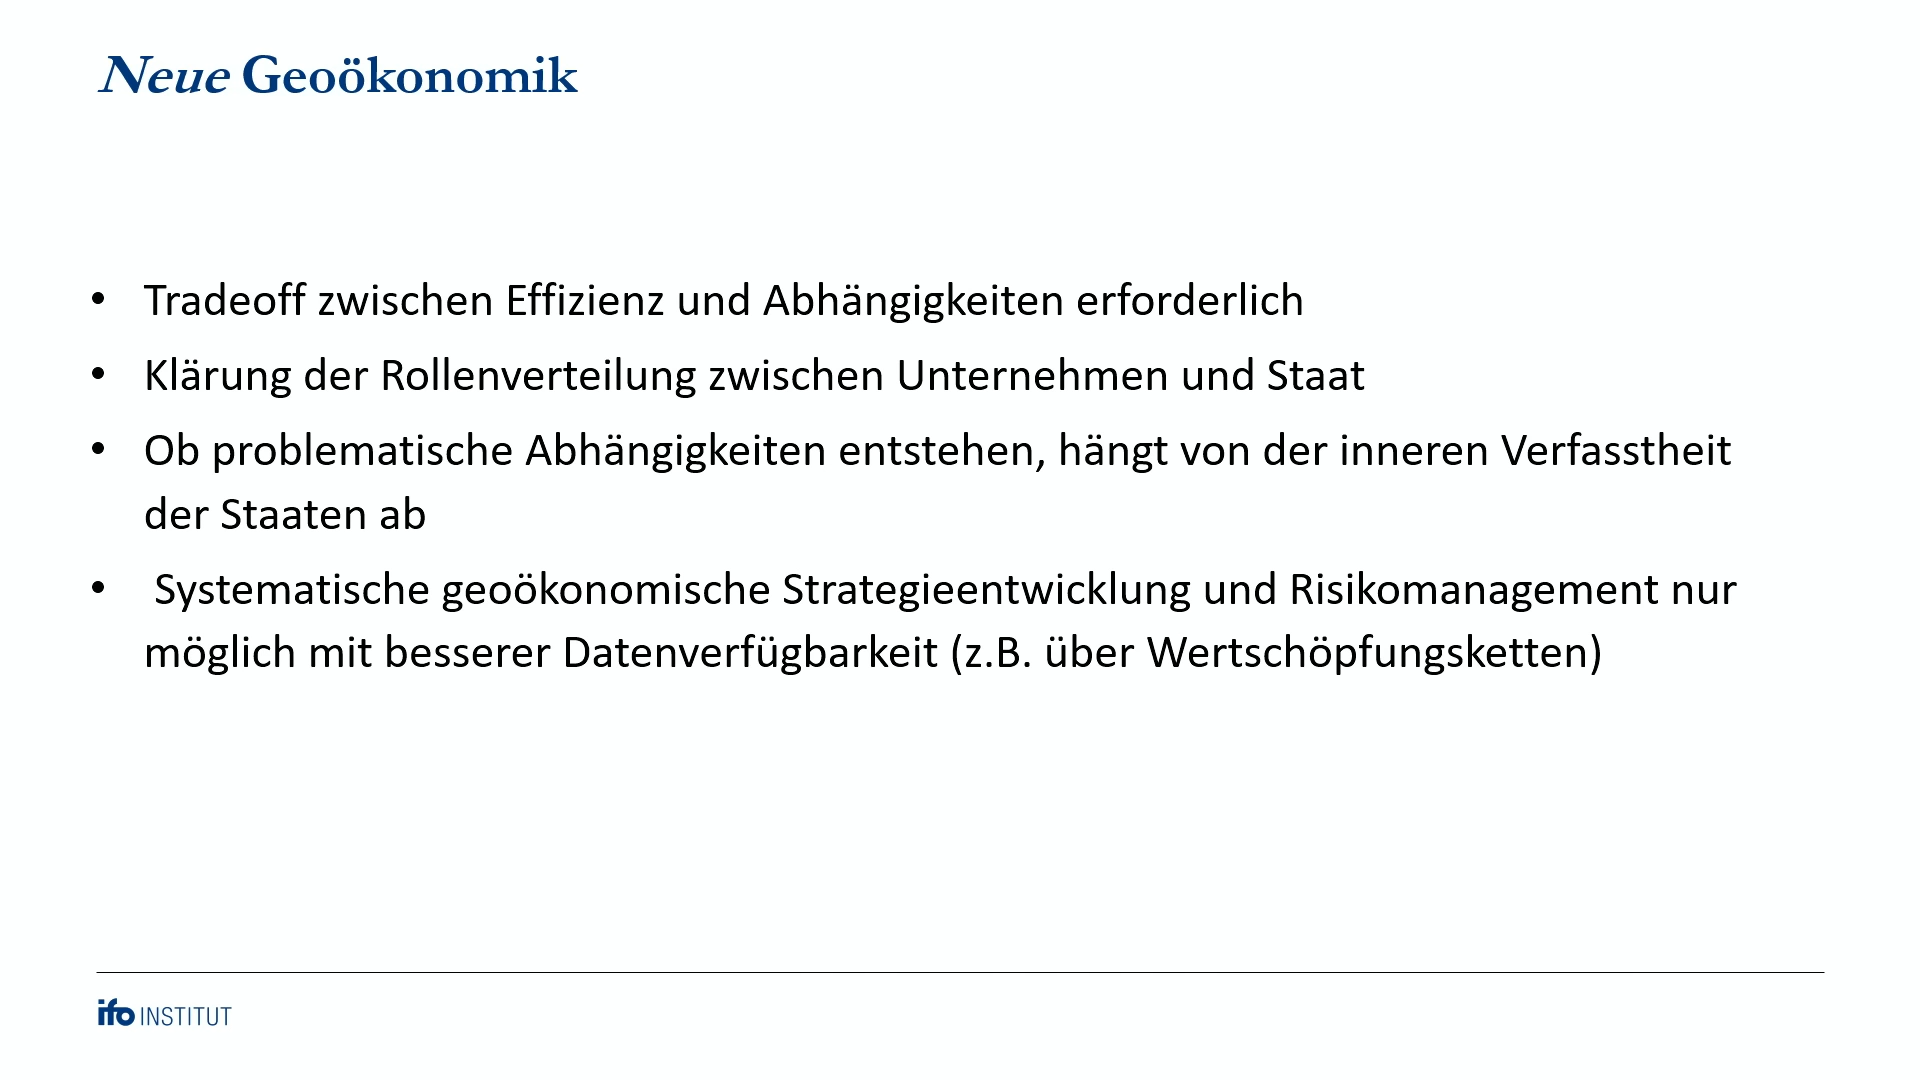 Neue Geoökonomik
• Tradeoff zwischen Effizienz und Abhängigkeiten erforderlich
• Klärung der Rollenverteilung zwischen Unternehmen und Staat
• Ob problematische Abhängigkeiten entstehen, hängt von der inneren Verfasstheit
der Staaten ab
• Systematische geoökonomische Strategieentwicklung und Risikomanagement nur
möglich mit besserer Datenverfügbarkeit (z.B. über Wertschöpfungsketten)
ifo INSTITUT